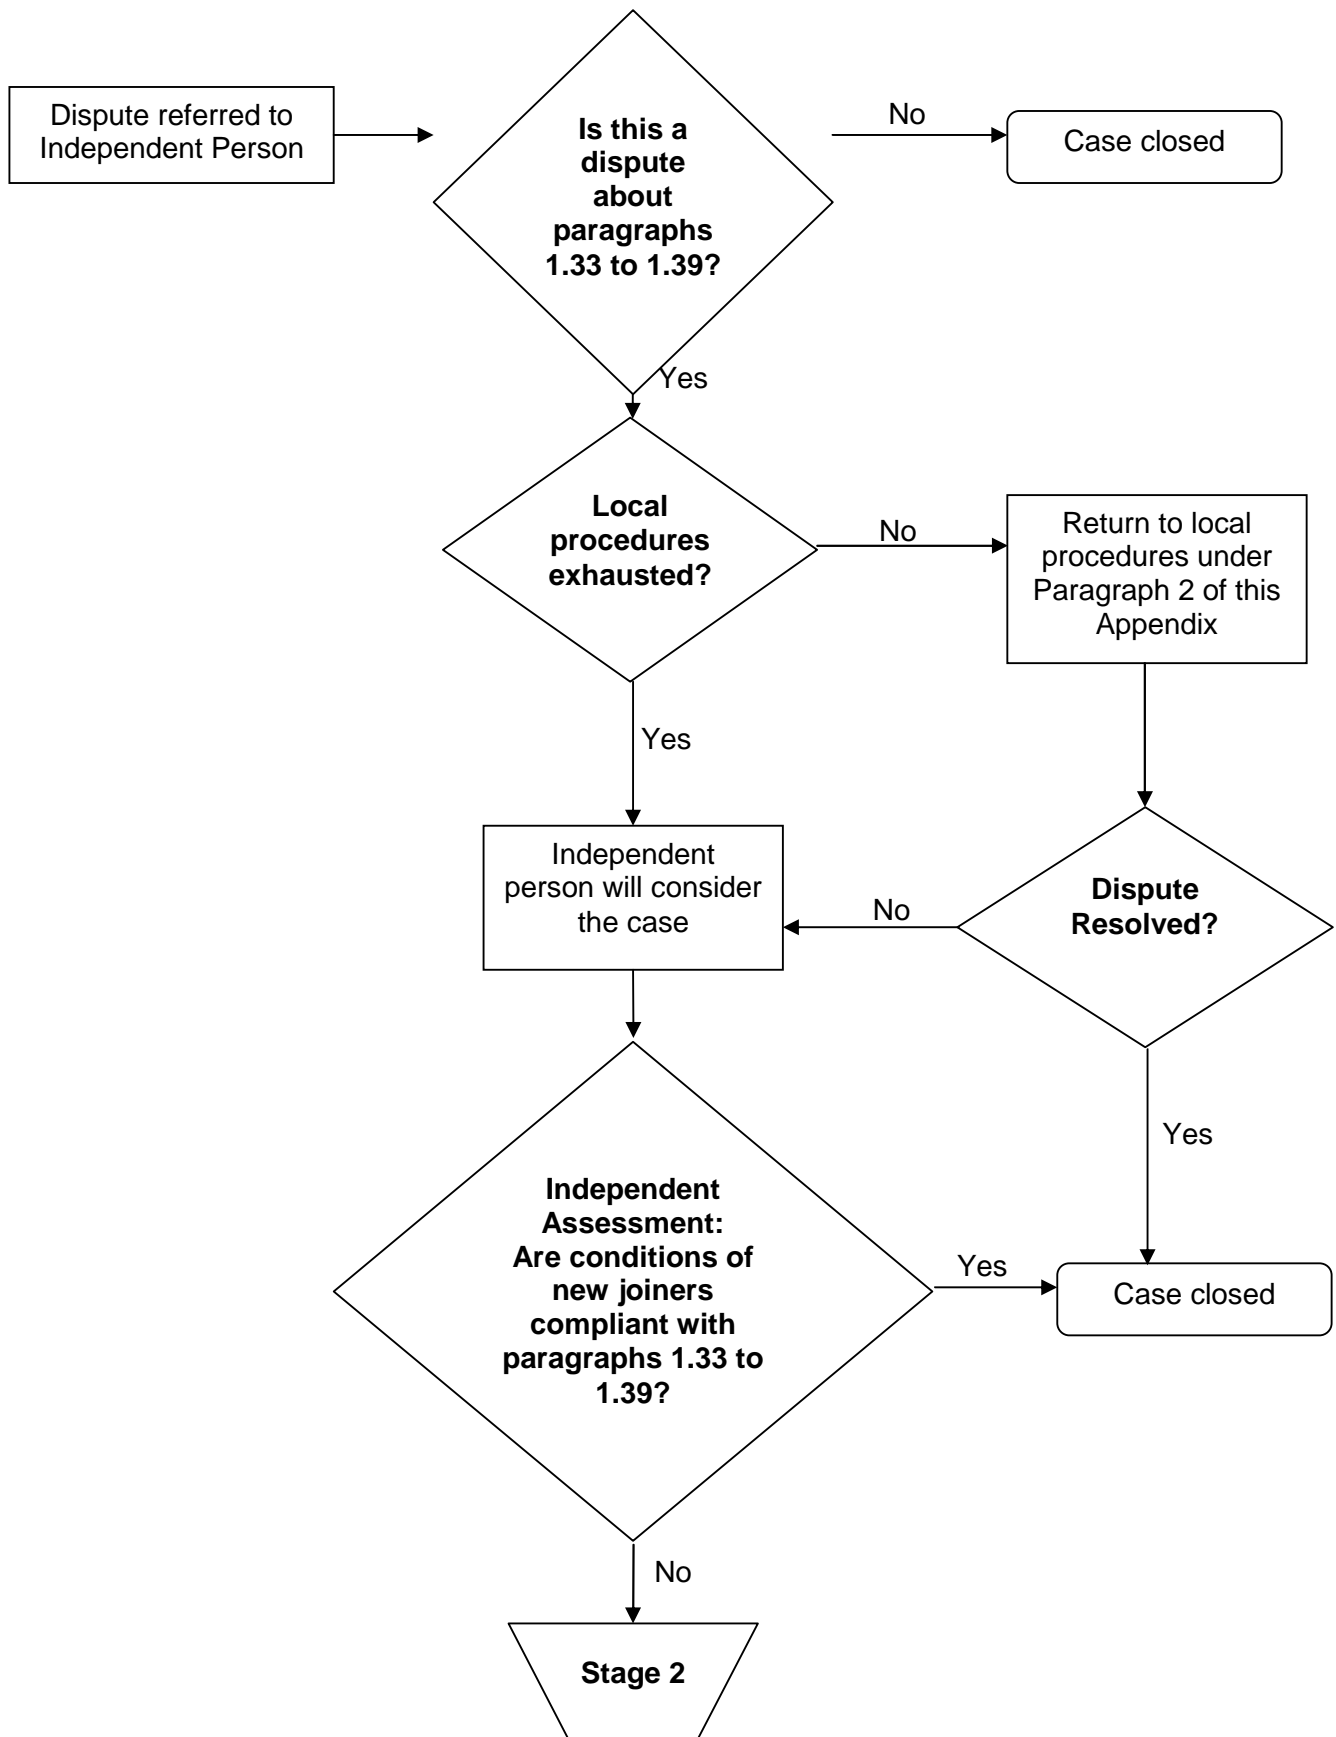 Dispute referred to
Independent Person
Is this a
dispute
about
paragraphs
1.33 to 1.39?
No
Case closed
Yes
Local
procedures
exhausted?
No
Return to local
procedures under
Paragraph 2 of this
Appendix
Yes
Independent
person will consider
the case
No
Dispute
Resolved?
Yes
Independent
Assessment:
Are conditions of
new joiners
compliant with
paragraphs 1.33 to
1.39?
Yes
Case closed
No
Stage 2